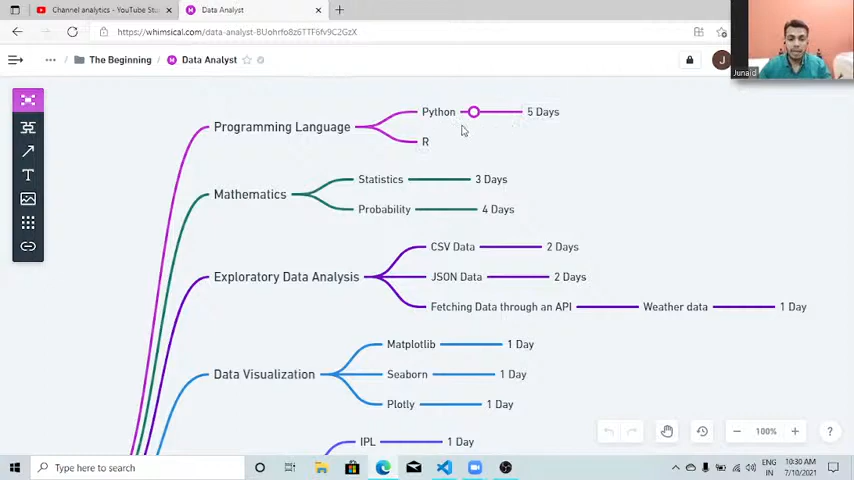 Channel analytics - YouTube St
Data Analyst
https://whimsical.com/data-analyst-BUohrfo8z6TTF6fv9C2GzX
The Beginning
Data Analyst
J
Junaid
Programming Language
Python
5 Days
R
Mathematics
Statistics
3 Days
Probability
4 Days
Exploratory Data Analysis
CSV Data
2 Days
JSON Data
2 Days
Fetching Data through an API
Weather data
1 Day
Data Visualization
Matplotlib
1 Day
Seaborn
1 Day
Plotly
1 Day
IPL
1 Day
100%
?
Type here to search
ENG
IN
10:30 AM
7/10/2021